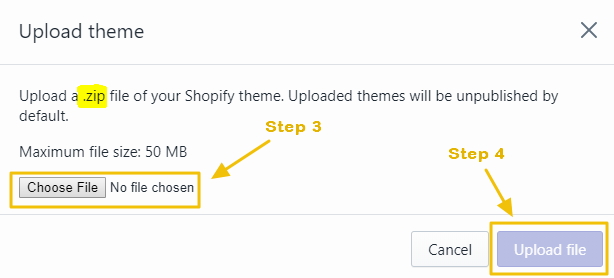 Upload theme
Upload a .zip file of your Shopify theme. Uploaded themes will be unpublished by
default.
Step 3
Maximum file size: 50 MB
Step 4
Choose File No file chosen
Cancel Upload file